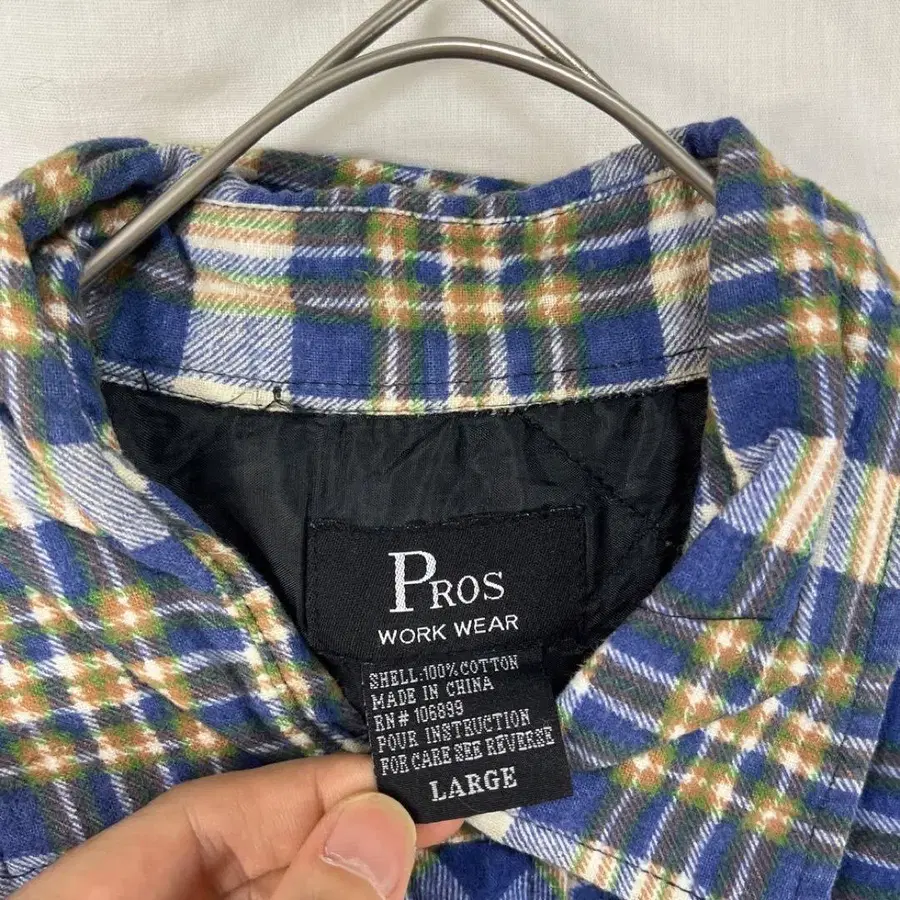 PROS
WORK WEAR
SHELL:100%COTTON
MADE IN CHINA
RN# 106899
POUR INSTRUCTION
FOR CARE SEE REVERSE
LARGE